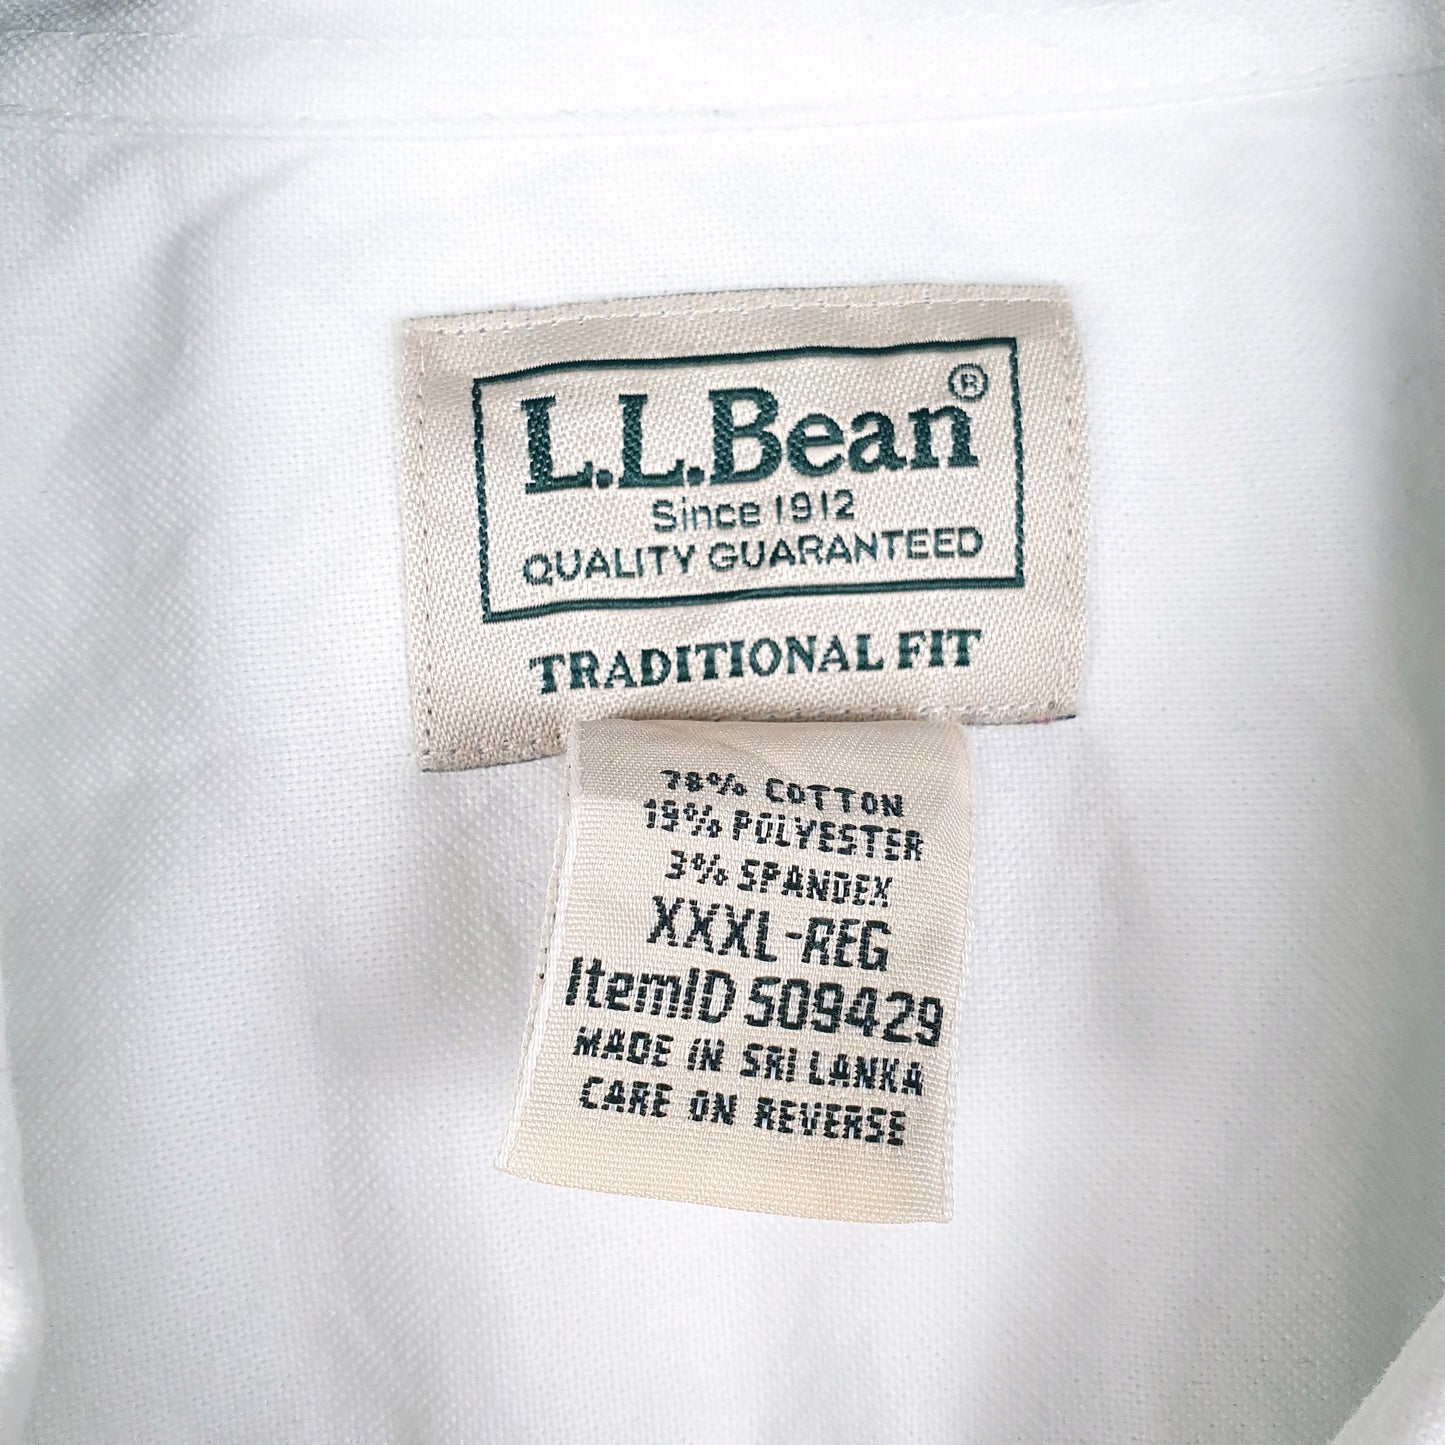 L.L.Bean®
Since 1912
QUALITY GUARANTEED
TRADITIONAL FIT
78% COTTON
19% POLYESTER
3% SPANDEX
XXXL-REG
ItemID 509429
MADE IN SRI LANKA
CARE ON REVERSE